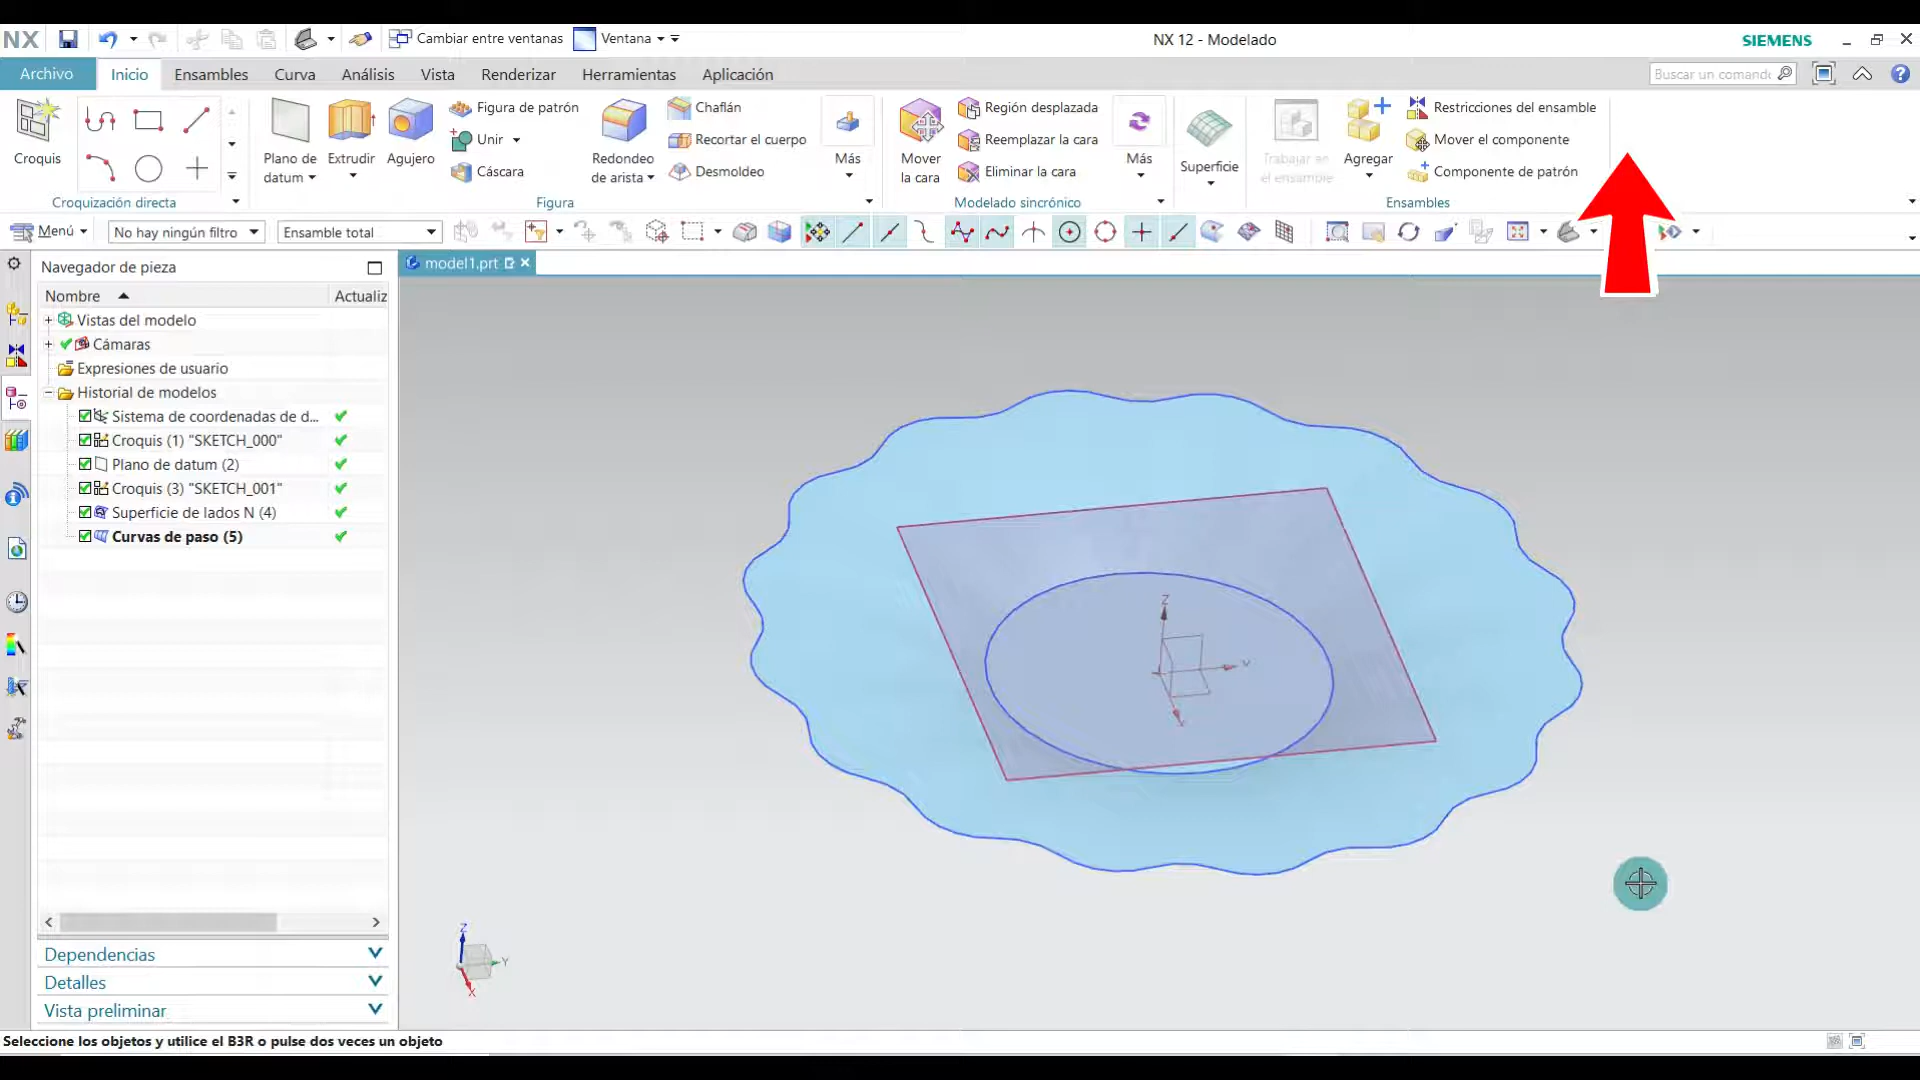 NX
Cambiar entre ventanas
Ventana
NX 12 - Modelado
SIEMENS
Archivo
Inicio
Ensambles
Curva
Análisis
Vista
Renderizar
Herramientas
Aplicación
Buscar un comand
Croquis
Croquización directa
Plano de
datum
Extrudir
Agujero
Figura de patrón
Unir
Cáscara
Redondeo
de arista
Chaflán
Recortar el cuerpo
Desmoldeo
Más
Figura
Mover
la cara
Región desplazada
Reemplazar la cara
Eliminar la cara
Más
Modelado sincrónico
Superficie
Trabajar en
el ensamble
Agregar
Restricciones del ensamble
Mover el componente
Componente de patrón
Ensambles
Menú
No hay ningún filtro
Ensamble total
Navegador de pieza
model1.prt
Nombre
Actualiz
Vistas del modelo
Cámaras
Expresiones de usuario
Historial de modelos
Sistema de coordenadas de d...
Croquis (1) "SKETCH_000"
Plano de datum (2)
Croquis (3) "SKETCH_001"
Superficie de lados N (4)
Curvas de paso (5)
Z
Y
X
Z
Y
X
Dependencias
Detalles
Vista preliminar
Seleccione los objetos y utilice el B3R o pulse dos veces un objeto